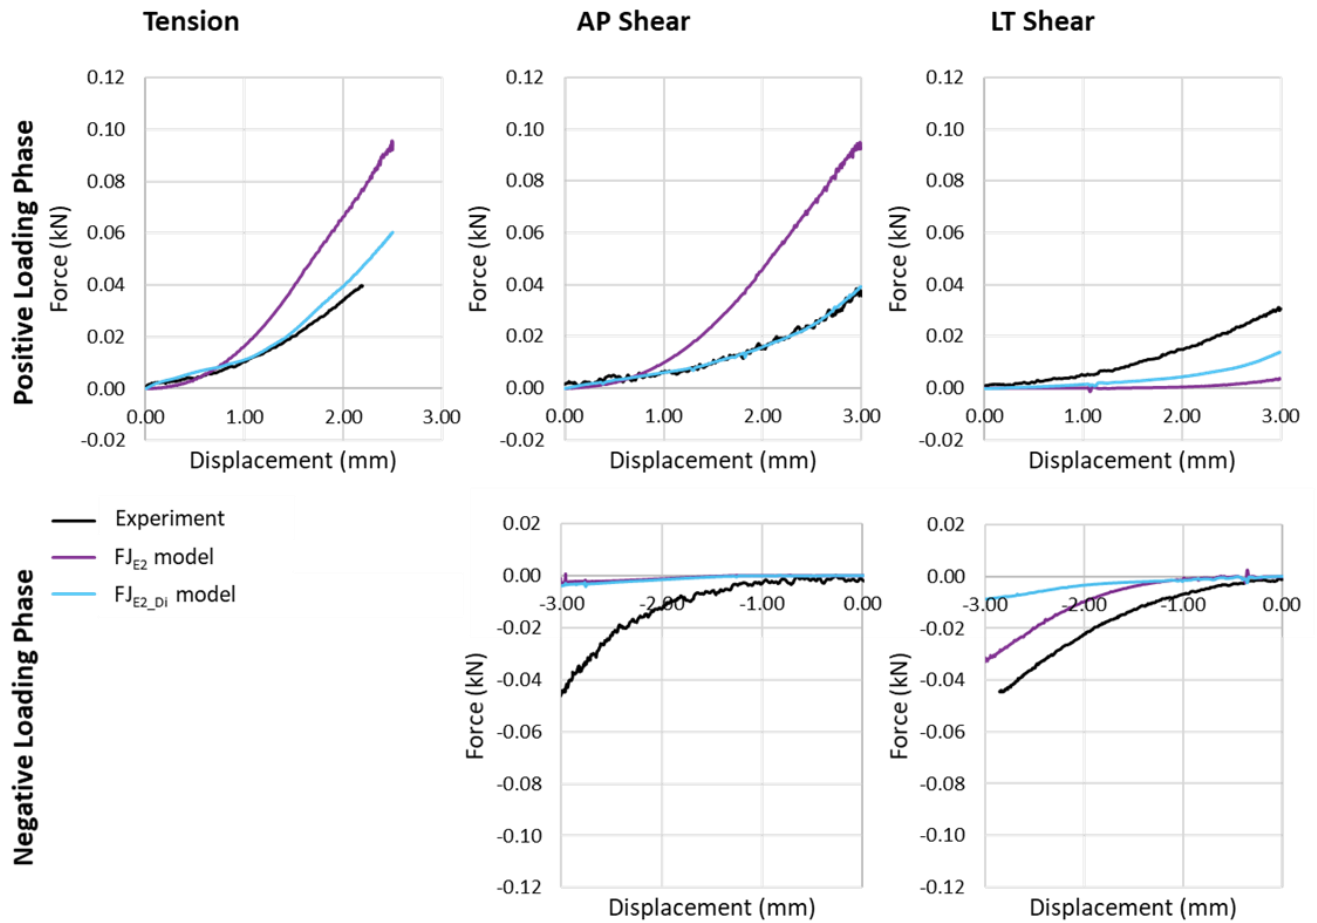 Tension
AP Shear
LT Shear
Positive Loading Phase
Force (kN)
0.12
0.10
0.08
0.06
0.04
0.02
0.00
-0.02
0.00 1.00 2.00 3.00
Displacement (mm)
Force (kN)
0.12
0.10
0.08
0.06
0.04
0.02
0.00
-0.02
0.00 1.00 2.00 3.00
Displacement (mm)
Force (kN)
0.12
0.10
0.08
0.06
0.04
0.02
0.00
-0.02
0.00 1.00 2.00 3.00
Displacement (mm)
Experiment
FJE2 model
FJE2_Di model
Negative Loading Phase
Force (kN)
0.02
0.00
-0.02
-0.04
-0.06
-0.08
-0.10
-0.12
-3.00 -2.00 -1.00 0.00
Displacement (mm)
Force (kN)
0.02
0.00
-0.02
-0.04
-0.06
-0.08
-0.10
-0.12
-3.00 -2.00 -1.00 0.00
Displacement (mm)